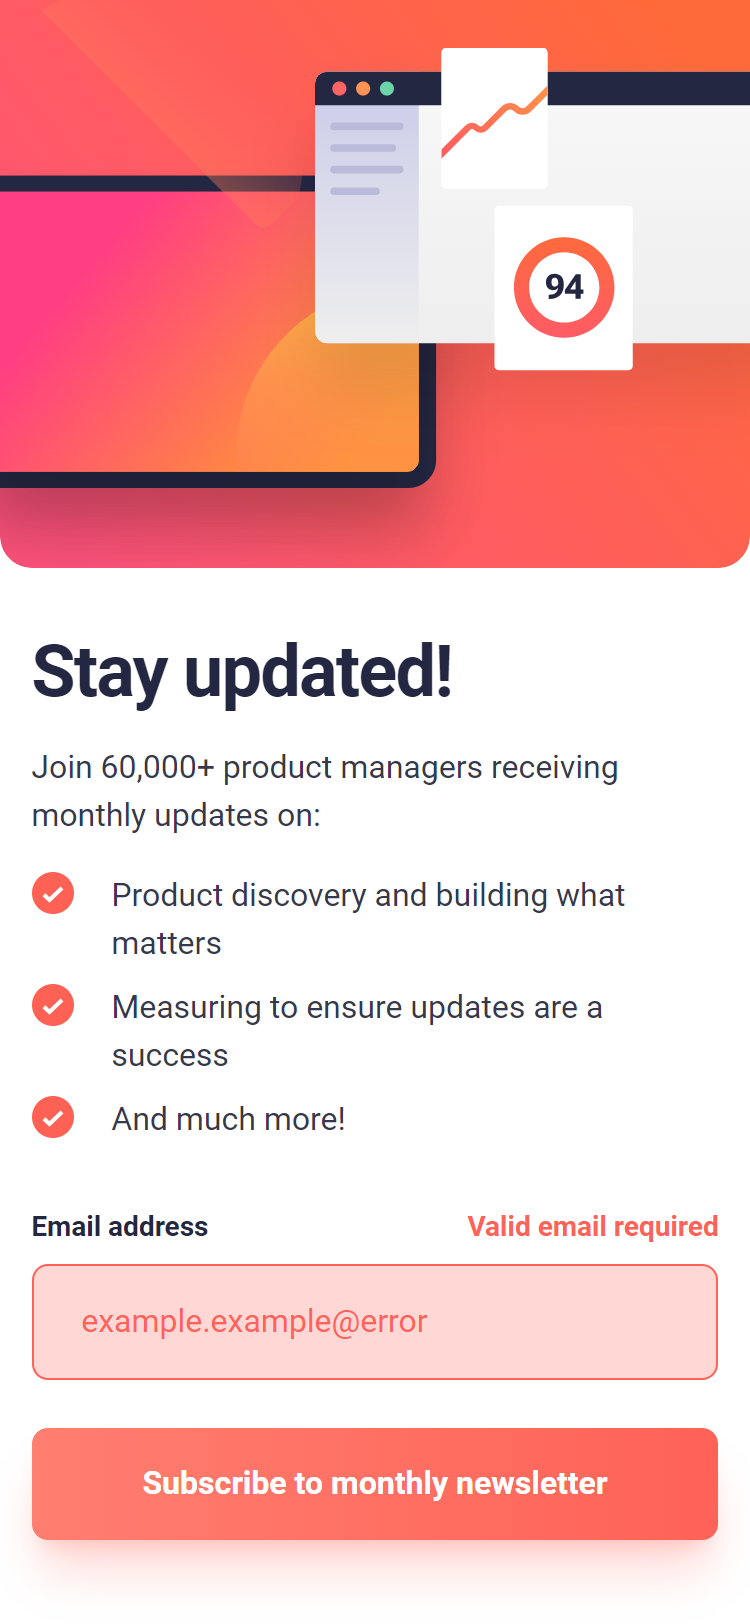 94
Stay updated!
Join 60,000+ product managers receiving
monthly updates on:
Product discovery and building what
matters
Measuring to ensure updates are a
success
And much more!
Email address
Valid email required
example.example@error
Subscribe to monthly newsletter